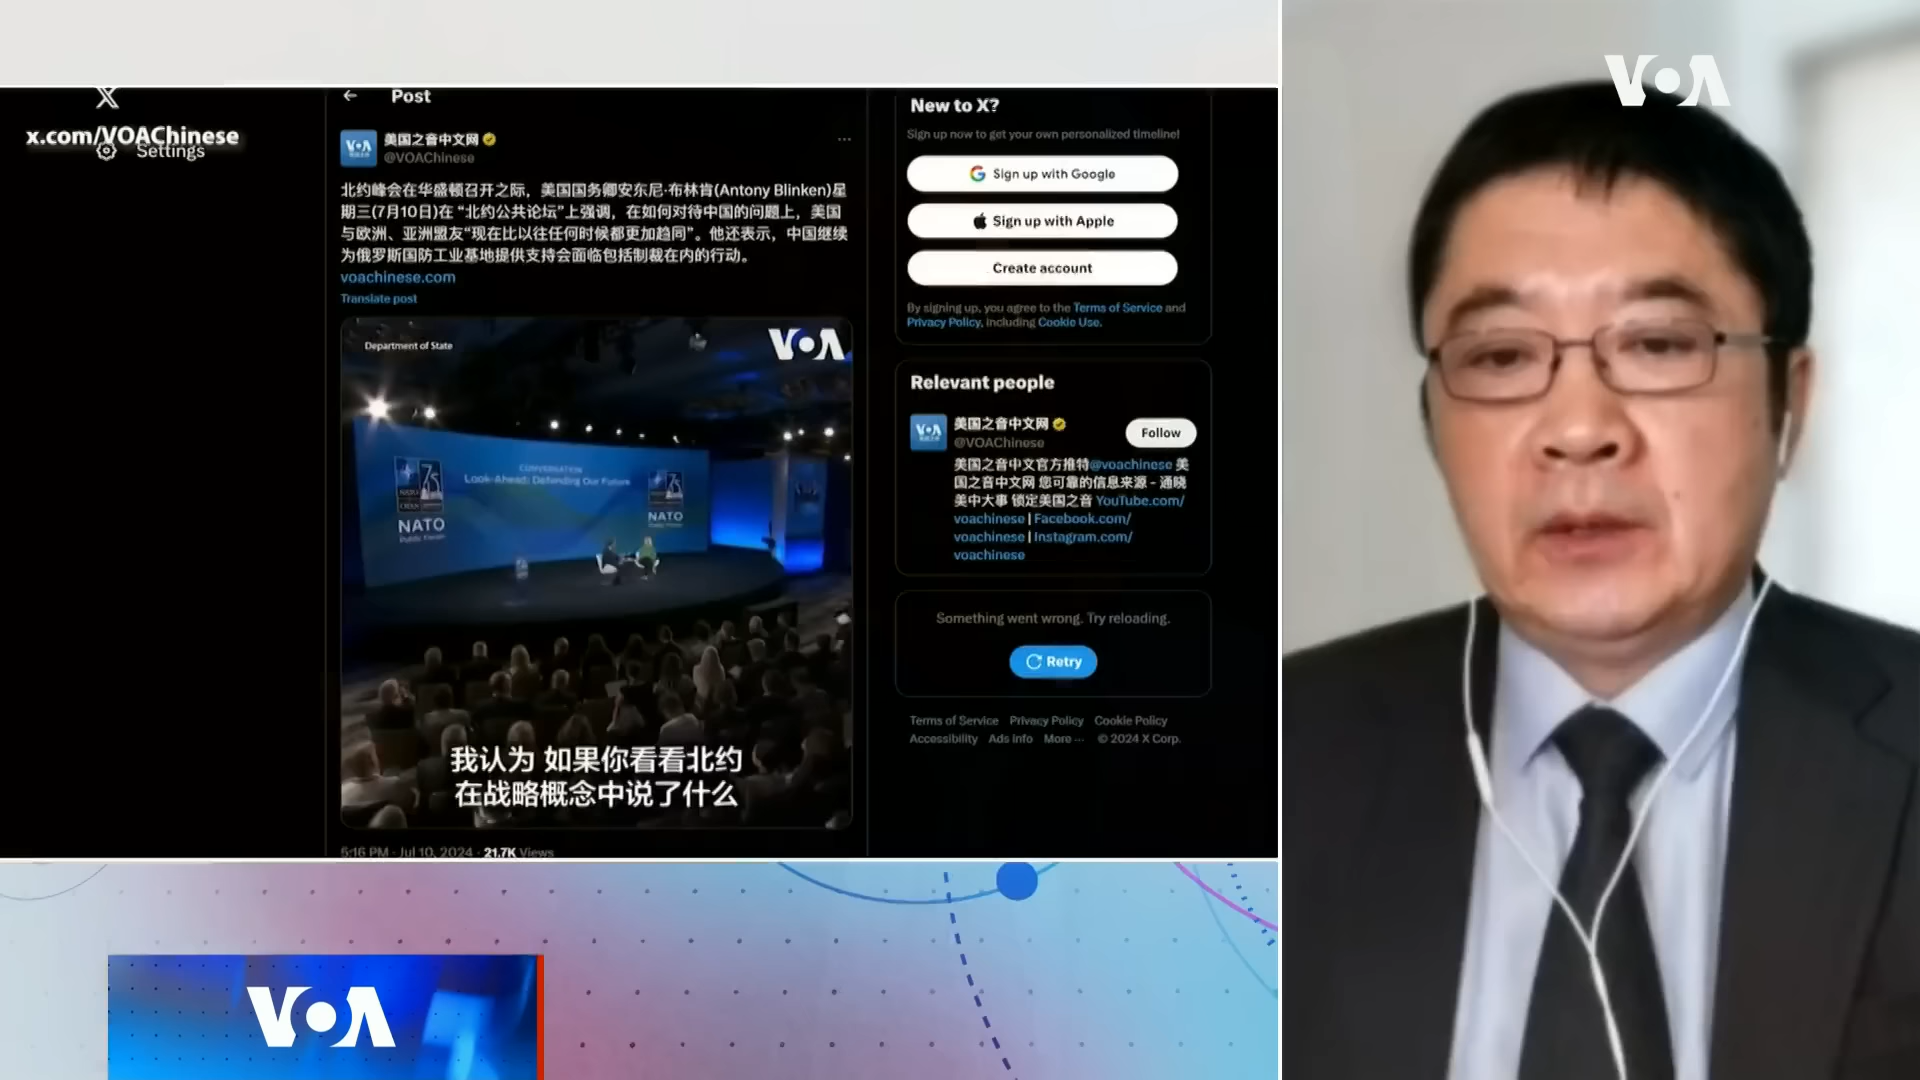 x.com/VOAChinese
Settings
Post
美国之音中文网
@VOAChinese
北约峰会在华盛顿召开之际，美国国务卿安东尼·布林肯(Antony Blinken)星
期三(7月10日)在 “北约公共论坛”上强调，在如何对待中国的问题上，美国
与欧洲、亚洲盟友“现在比以往任何时候都更加趋同”。他还表示，中国继续
为俄罗斯国防工业基地提供支持会面临包括制裁在内的行动。
voachinese.com
Translate post
Department of State
VOA
CONVERSATION
Look-Ahead: Defending Our Future
NATO
Public Forum
NATO
Public Forum
我认为 如果你看看北约
在战略概念中说了什么
5:16 PM · Jul 10, 2024 · 21.7K Views
New to X?
Sign up now to get your own personalized timeline!
Sign up with Google
Sign up with Apple
Create account
By signing up, you agree to the Terms of Service and
Privacy Policy, including Cookie Use.
Relevant people
美国之音中文网
@VOAChinese
Follow
美国之音中文官方推特@voachinese 美
国之音中文网 您可靠的信息来源 - 通晓
美中大事 锁定美国之音 YouTube.com/
voachinese | Facebook.com/
voachinese | Instagram.com/
voachinese
Something went wrong. Try reloading.
Retry
Terms of Service Privacy Policy Cookie Policy
Accessibility Ads info More ··· © 2024 X Corp.
VOA
VOA